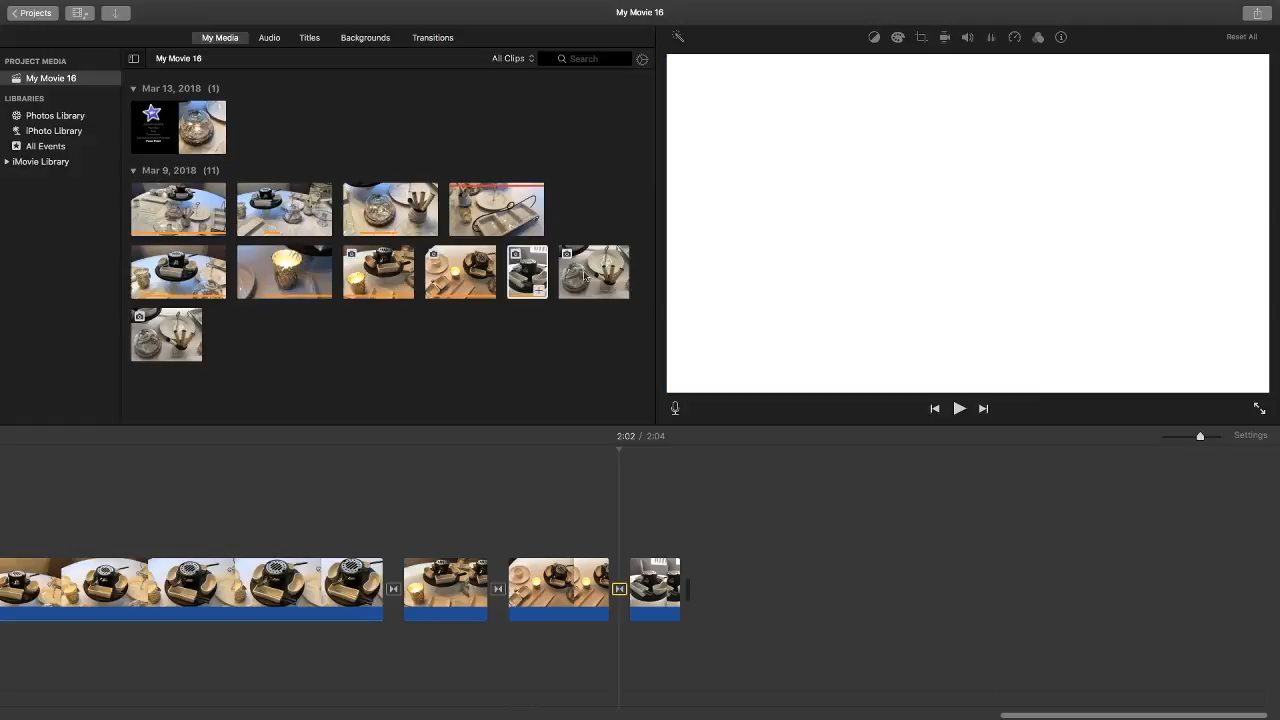 Projects
My Movie 16
My Media Audio Titles Backgrounds Transitions
Reset All
PROJECT MEDIA
My Movie 16
My Movie 16
All Clips
Search
LIBRARIES
Photos Library
iPhoto Library
All Events
iMovie Library
Mar 13, 2018 (1)
Mar 9, 2018 (11)
2:02 / 2:04
Settings